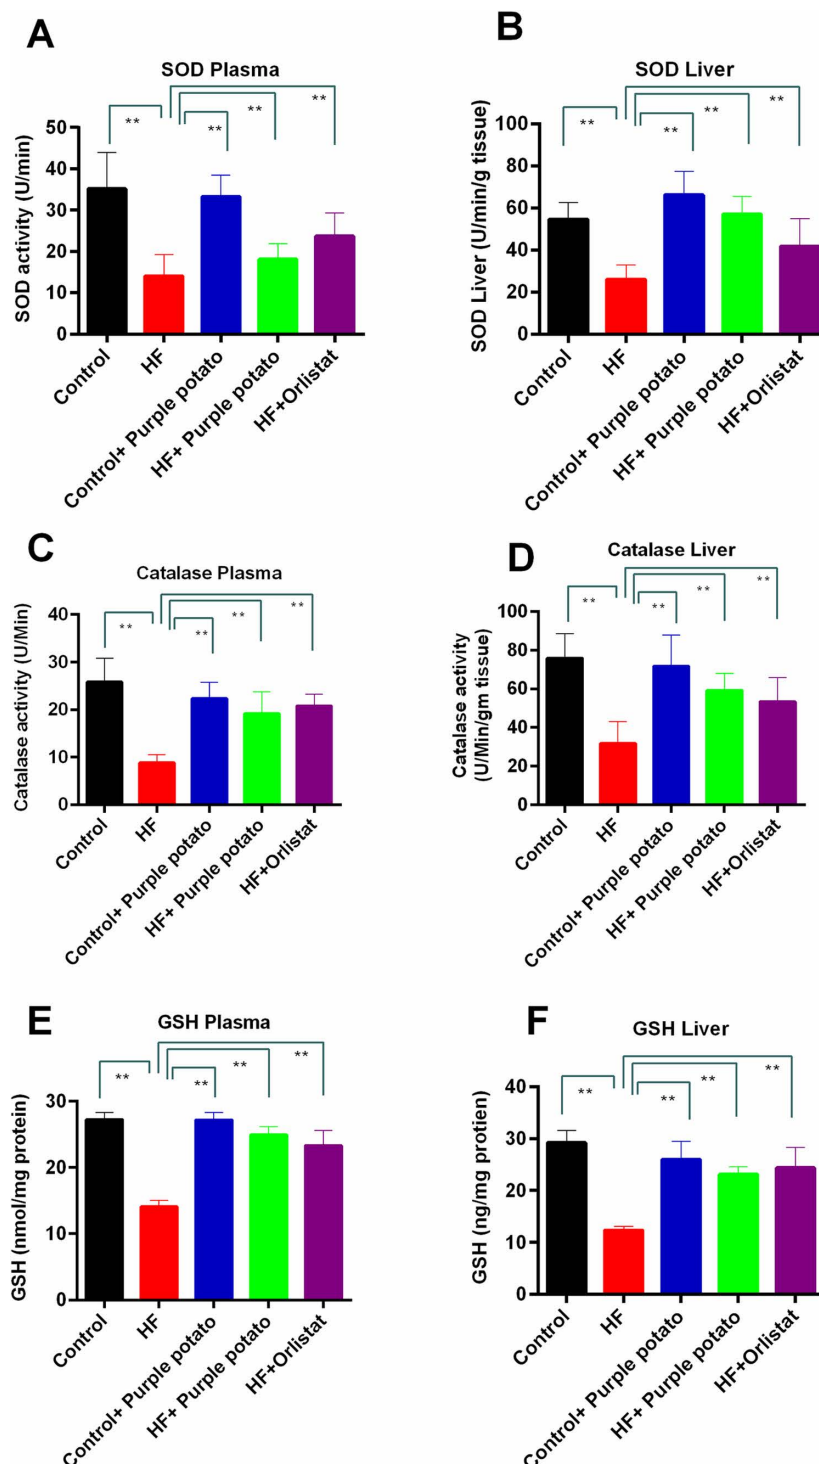 A
SOD Plasma
**
**
**
**
SOD activity (U/min)
50
40
30
20
10
0
Control
HF
Control+ Purple potato
HF+ Purple potato
HF+Orlistat
B
SOD Liver
**
**
**
**
SOD Liver (U/min/g tissue)
100
80
60
40
20
0
Control
HF
Control+ Purple potato
HF+ Purple potato
HF+Orlistat
C
Catalase Plasma
**
**
**
**
Catalase activity (U/Min)
40
30
20
10
0
Control
HF
Control+ Purple potato
HF+ Purple potato
HF+Orlistat
D
Catalase Liver
**
**
**
**
Catalase activity
(U/Min/gm tissue)
100
80
60
40
20
0
Control
HF
Control+ Purple potato
HF+ Purple potato
HF+Orlistat
E
GSH Plasma
**
**
**
**
GSH (nmol/mg protein)
30
20
10
0
Control
HF
Control+ Purple potato
HF+ Purple potato
HF+Orlistat
F
GSH Liver
**
**
**
**
GSH (ng/mg protien)
40
30
20
10
0
Control
HF
Control+ Purple potato
HF+ Purple potato
HF+Orlistat